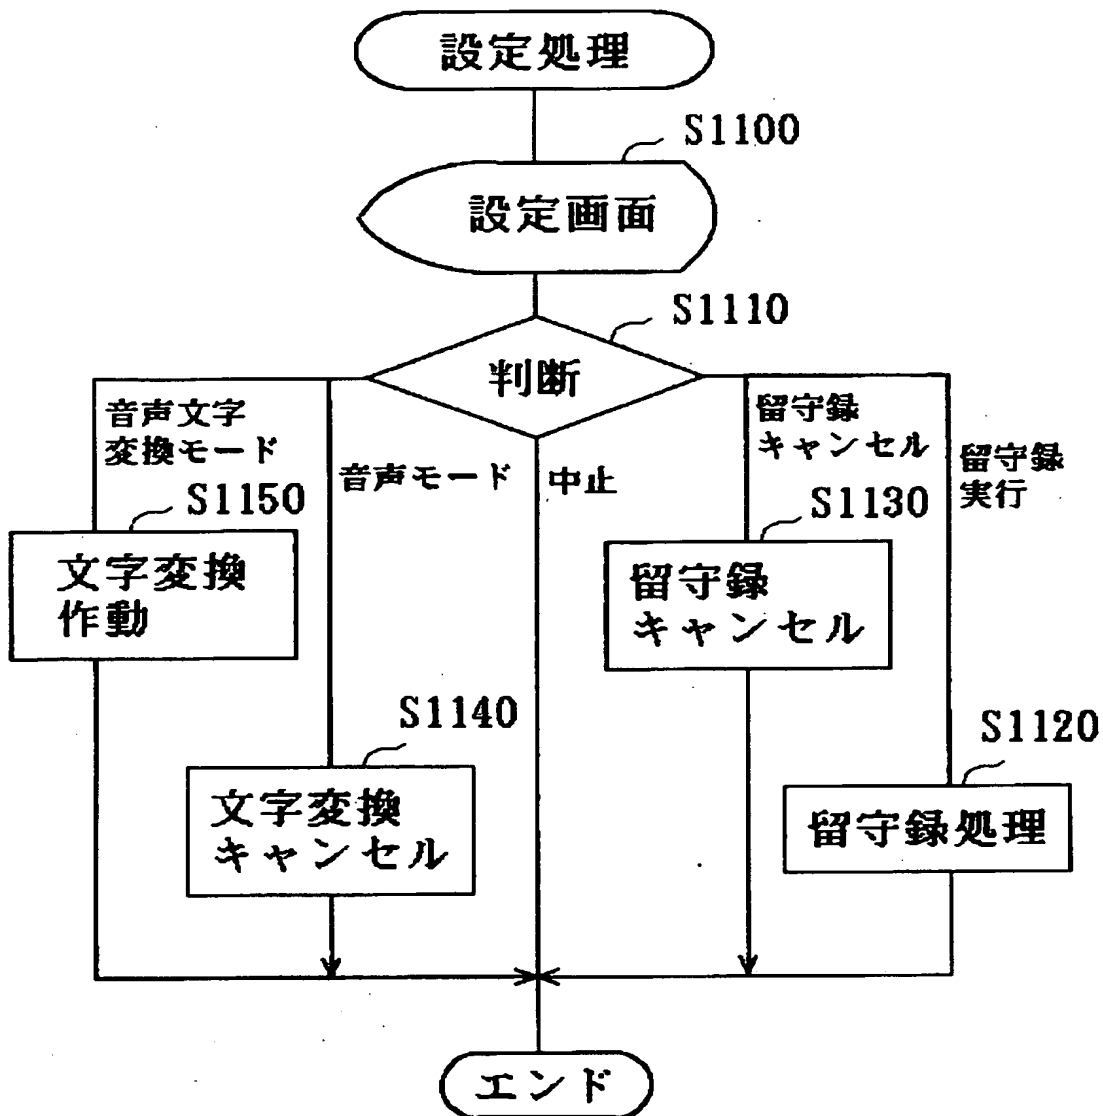 設定処理
S1100
設定画面
S1110
判断
音声文字
変換モード
音声モード
中止
留守録
キャンセル
留守録
実行
S1150
文字変換
作動
S1130
留守録
キャンセル
S1140
文字変換
キャンセル
S1120
留守録処理
エンド